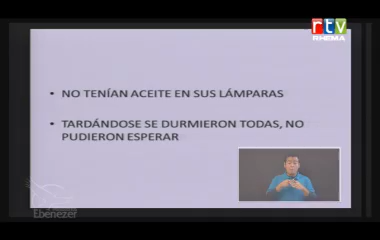 rtv
RHEMA
• NO TENÍAN ACEITE EN SUS LÁMPARAS
• TARDÁNDOSE SE DURMIERON TODAS, NO
PUDIERON ESPERAR
Ebenezer